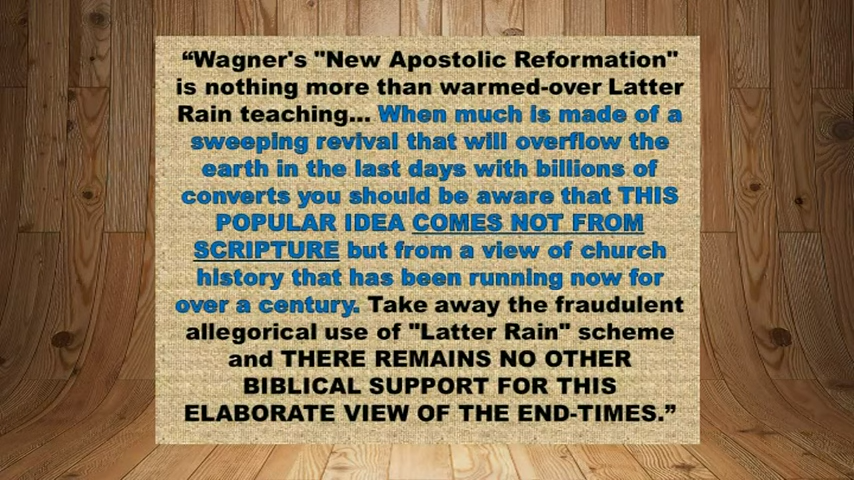 “Wagner's "New Apostolic Reformation"
is nothing more than warmed-over Latter
Rain teaching... When much is made of a
sweeping revival that will overflow the
earth in the last days with billions of
converts you should be aware that THIS
POPULAR IDEA COMES NOT FROM
SCRIPTURE but from a view of church
history that has been running now for
over a century. Take away the fraudulent
allegorical use of "Latter Rain" scheme
and THERE REMAINS NO OTHER
BIBLICAL SUPPORT FOR THIS
ELABORATE VIEW OF THE END-TIMES.”